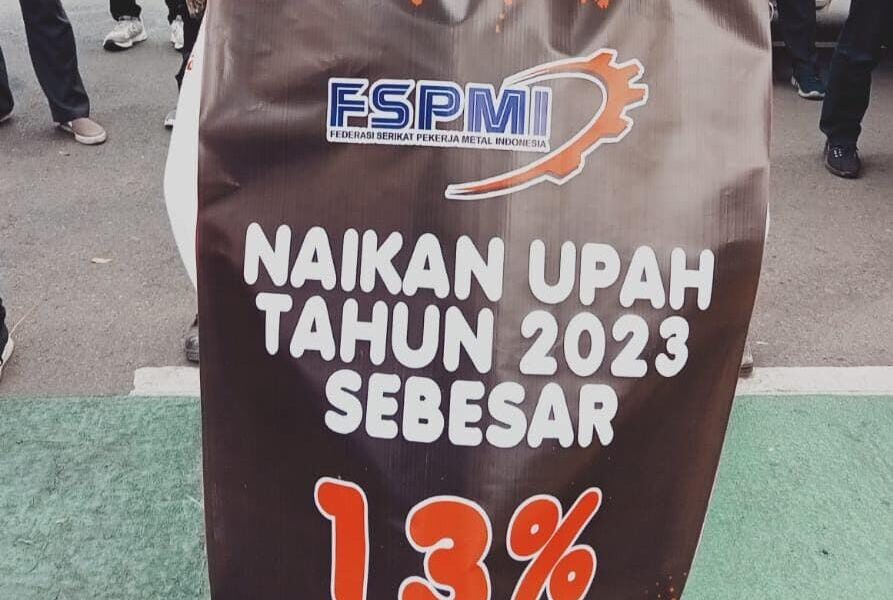 FSPMI
FEDERASI SERIKAT PEKERJA METAL INDONESIA
NAIKAN UPAH
TAHUN 2023
SEBESAR
13%